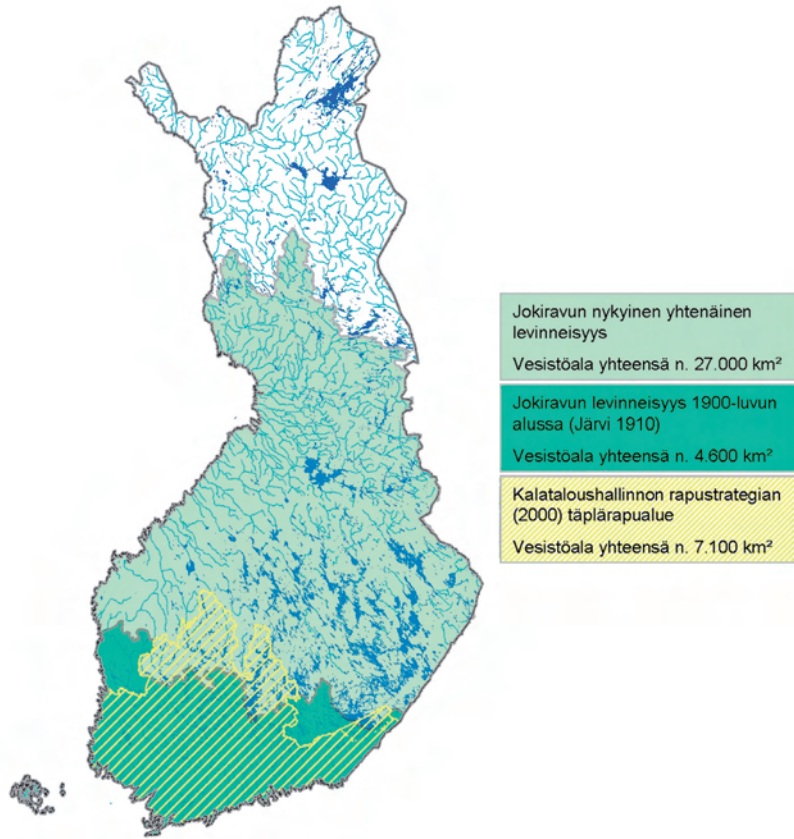 Jokiravun nykyinen yhtenäinen
levinneisyys
Vesistöala yhteensä n. 27.000 km²
Jokiravun levinneisyys 1900-luvun
alussa (Järvi 1910)
Vesistöala yhteensä n. 4.600 km²
Kalataloushallinnon rapustrategian
(2000) täplärapualue
Vesistöala yhteensä n. 7.100 km²